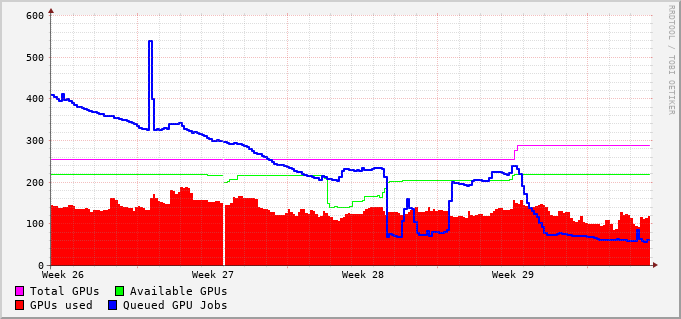 600
500
400
300
200
100
0
Week 26 Week 27 Week 28 Week 29
Total GPUs Available GPUs
GPUs used Queued GPU Jobs
RRDTOOL / TOBI OETIKER